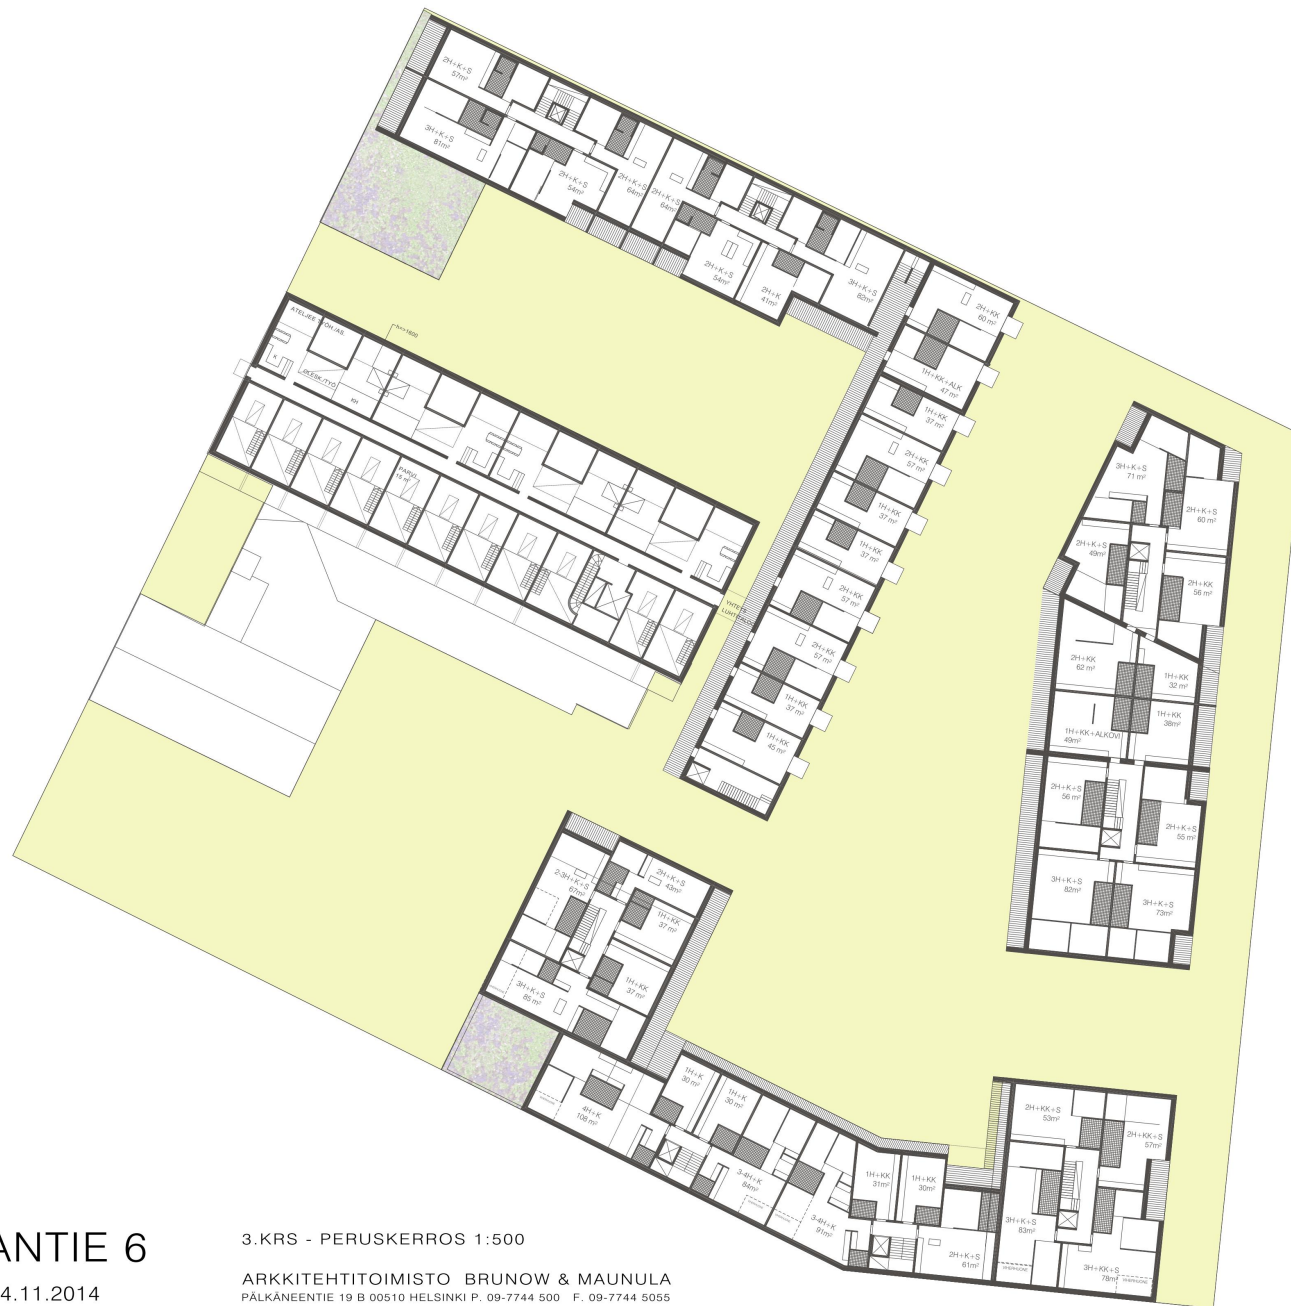 2H+K+S
57m²
3H+K+S
81m²
2H+K+S
54m²
2H+K+S
64m²
2H+K+S
64m²
2H+K+S
54m²
2H+K
41m²
3H+K+S
82m²
2H+KK
60 m²
1H+KK+ALK
47 m²
1H+KK
37 m²
2H+KK
57 m²
1H+KK
37 m²
1H+KK
37 m²
2H+KK
57 m²
2H+KK
57 m²
1H+KK
37 m²
1H+KK
45 m²
ATELJEE TYÖH./AS.
h=>1600
K
OLESK./TYÖ
KH
PARVI
15 m²
YHTEYS
3H+K+S
71 m²
2H+K+S
60 m²
2H+K+S
49m²
2H+KK
56 m²
2H+KK
62 m²
1H+KK
32 m²
1H+KK
38m²
1H+KK+ALKOVI
49m²
2H+K+S
56 m²
2H+K+S
55 m²
3H+K+S
82m²
3H+K+S
73m²
2-3H+K+S
67m²
2H+K+S
43m²
1H+KK
37 m²
1H+KK
37 m²
3H+K+S
85 m²
4H+K
108 m²
1H+K
30 m²
1H+K
30 m²
3-4H+K
84m²
3-4H+K
91m²
1H+KK
31m²
1H+KK
30m²
2H+K+S
61m²
2H+KK+S
53m²
2H+KK+S
57m²
3H+K+S
83m²
3H+KK+S
78m²
ANTIE 6
4.11.2014
3.KRS - PERUSKERROS 1:500
ARKKITEHTITOIMISTO BRUNOW & MAUNULA
PÄLKÄNEENTIE 19 B 00510 HELSINKI P. 09-7744 500 F. 09-7744 5055